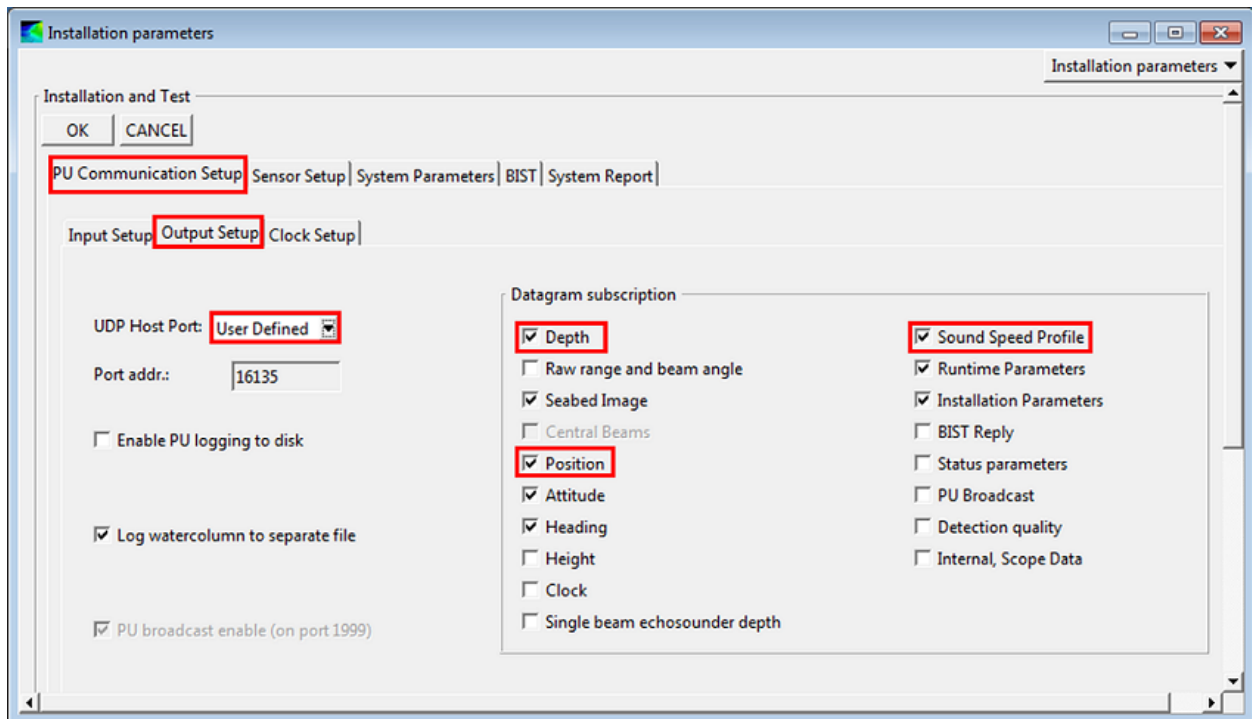 Installation parameters
Installation parameters
Installation and Test
OK CANCEL
PU Communication Setup Sensor Setup System Parameters BIST System Report
Input Setup Output Setup Clock Setup
UDP Host Port: User Defined
Port addr.: 16135
Enable PU logging to disk
Log watercolumn to separate file
PU broadcast enable (on port 1999)
Datagram subscription
Depth
Raw range and beam angle
Seabed Image
Central Beams
Position
Attitude
Heading
Height
Clock
Single beam echosounder depth
Sound Speed Profile
Runtime Parameters
Installation Parameters
BIST Reply
Status parameters
PU Broadcast
Detection quality
Internal, Scope Data